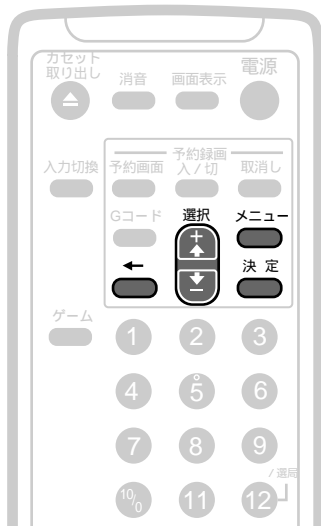 カセット
取り出し
消音
画面表示
電源
入力切換
予約画面
予約録画
入/切
取消し
Gコード
選択
メニュー
+
−
決 定
ゲーム
1
2
3
4
5
6
7
8
9
/選局
10/0
11
12